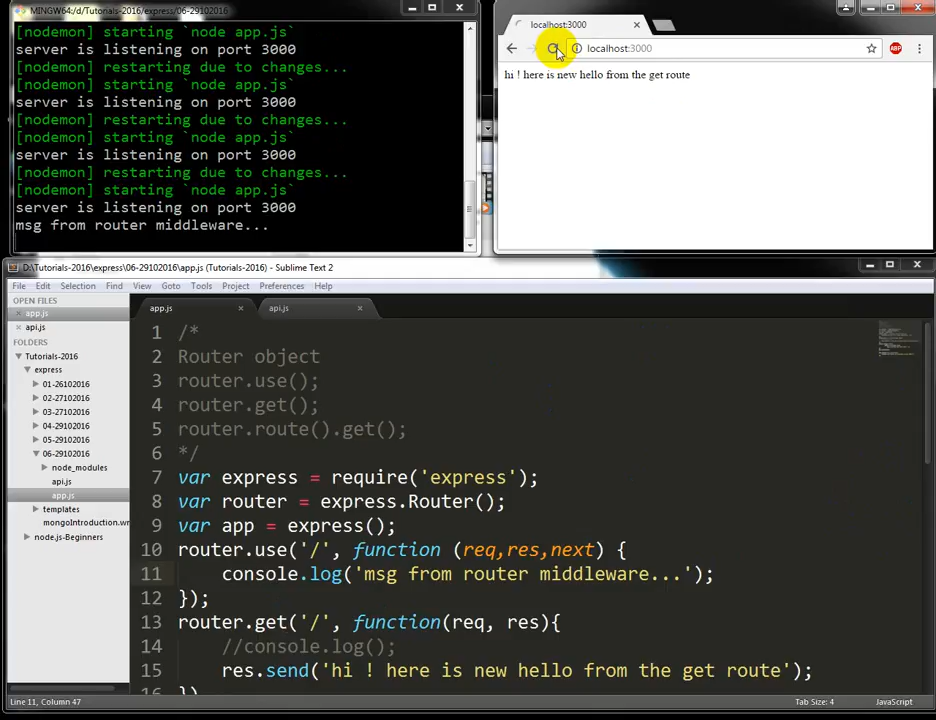 MINGW64:/d/Tutorials-2016/express/06-29102016
[nodemon] starting `node app.js`
server is listening on port 3000
[nodemon] restarting due to changes...
[nodemon] starting `node app.js`
server is listening on port 3000
[nodemon] restarting due to changes...
[nodemon] starting `node app.js`
server is listening on port 3000
[nodemon] restarting due to changes...
[nodemon] starting `node app.js`
server is listening on port 3000
msg from router middleware...
localhost:3000
localhost:3000
ABP
hi ! here is new hello from the get route
D:\Tutorials-2016\express\06-29102016\app.js (Tutorials-2016) - Sublime Text 2
File Edit Selection Find View Goto Tools Project Preferences Help
OPEN FILES
app.js
api.js
FOLDERS
Tutorials-2016
express
01-26102016
02-27102016
03-27102016
04-29102016
05-29102016
06-29102016
node_modules
api.js
app.js
templates
mongoIntroduction.wr
node.js-Beginners
app.js
api.js
1 /*
2 Router object
3 router.use();
4 router.get();
5 router.route().get();
6 */
7 var express = require('express');
8 var router = express.Router();
9 var app = express();
10 router.use('/', function (req,res,next) {
11 console.log('msg from router middleware...');
12 });
13 router.get('/', function(req, res){
14 //console.log();
15 res.send('hi ! here is new hello from the get route');
16 })
Line 11, Column 47
Tab Size: 4
JavaScript